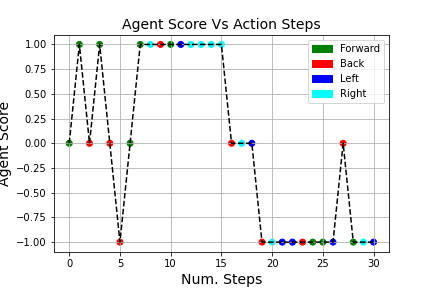 Agent Score Vs Action Steps
Agent Score
1.00
0.75
0.50
0.25
0.00
−0.25
−0.50
−0.75
−1.00
Forward
Back
Left
Right
0 5 10 15 20 25 30
Num. Steps